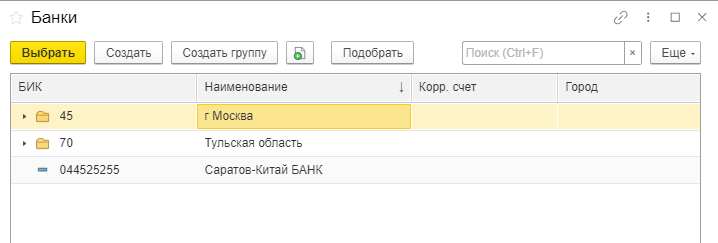 Банки
Выбрать Создать Создать группу Подобрать Поиск (Ctrl+F) × Еще
БИК Наименование ↓ Корр. счет Город
45 г Москва
70 Тульская область
044525255 Саратов-Китай БАНК